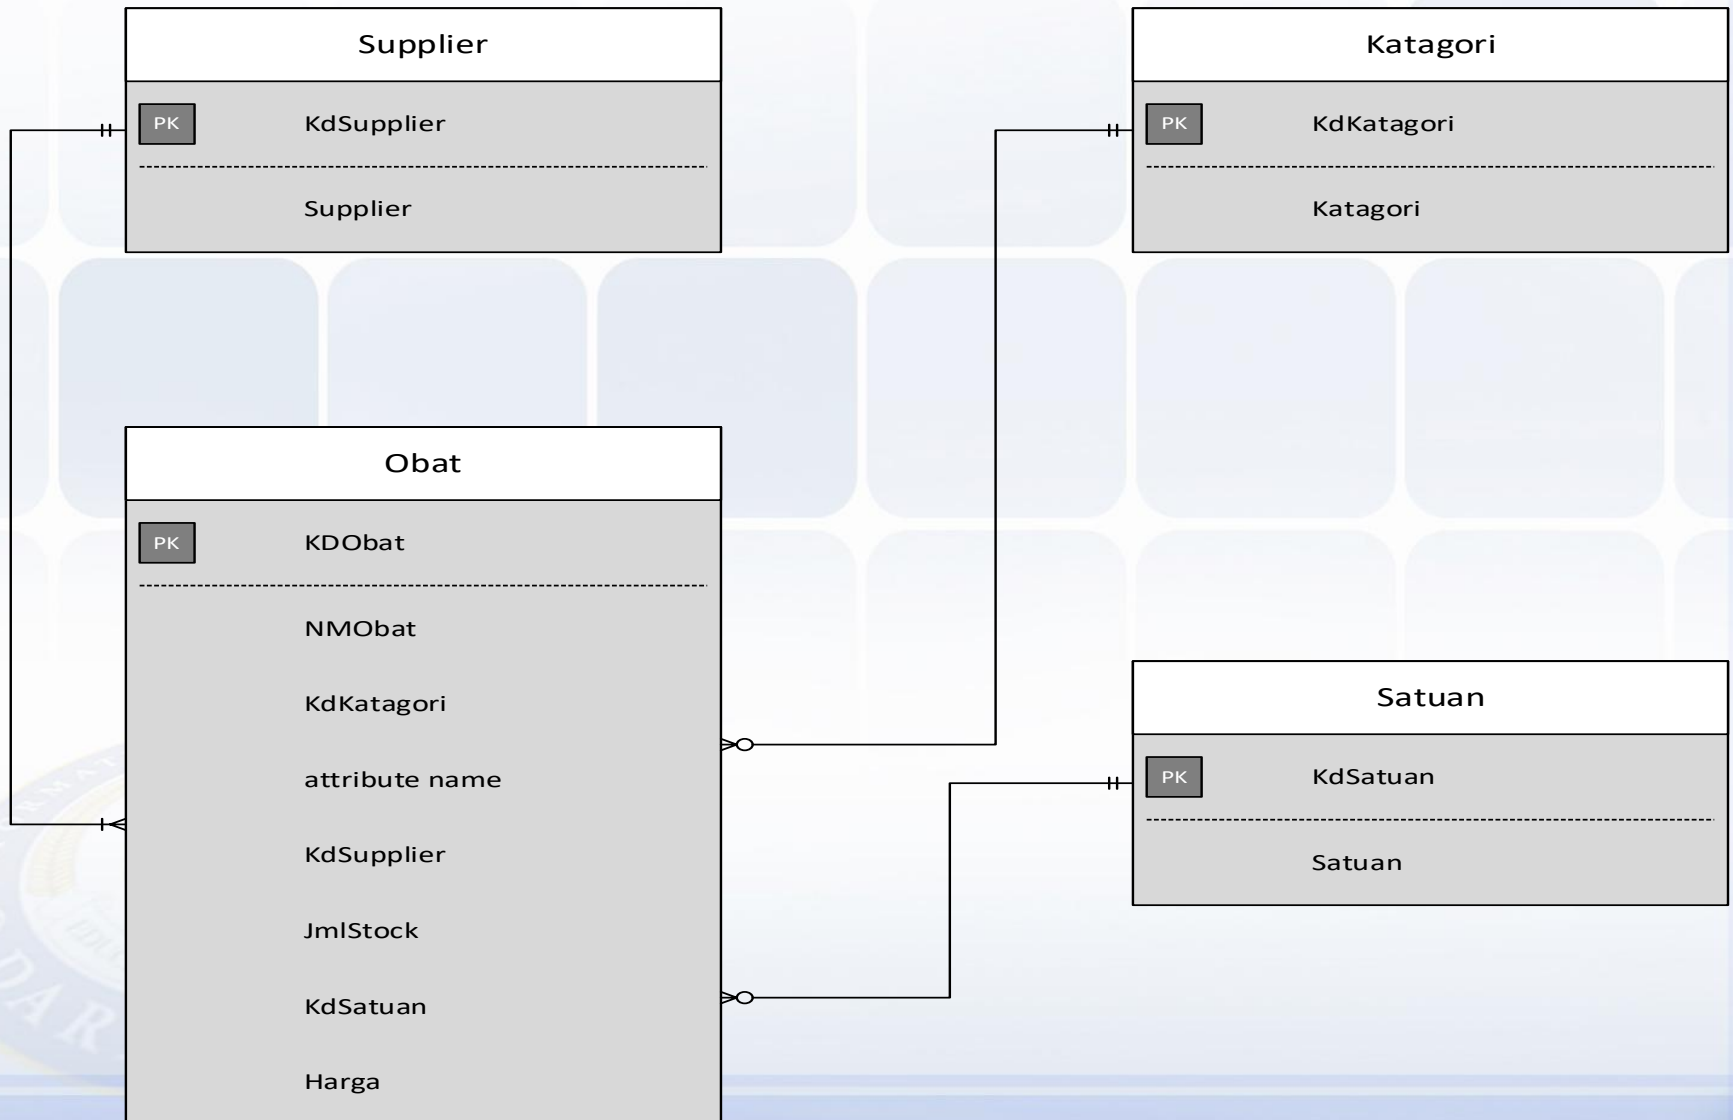 Supplier
PK KdSupplier
Supplier
Katagori
PK KdKatagori
Katagori
Obat
PK KDObat
NMObat
KdKatagori
attribute name
KdSupplier
JmlStock
KdSatuan
Harga
Satuan
PK KdSatuan
Satuan